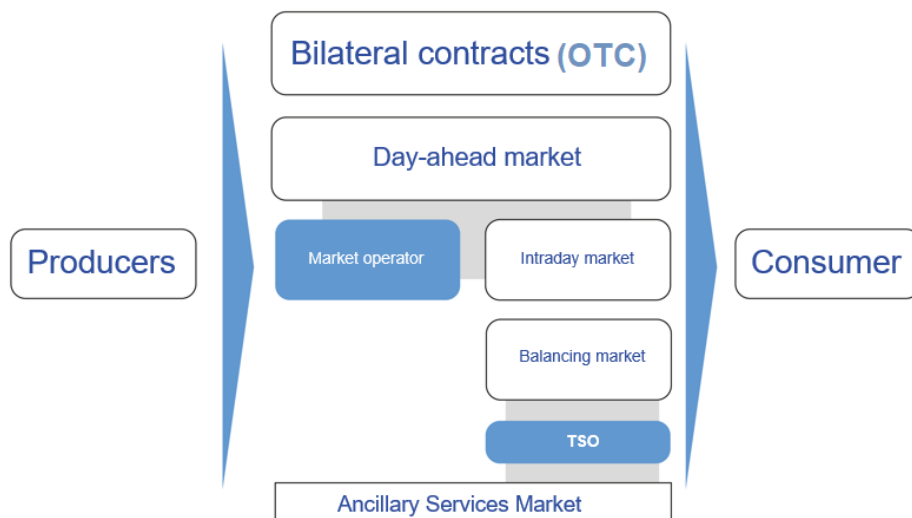 Bilateral contracts (OTC)
Day-ahead market
Market operator
Intraday market
Producers
Consumer
Balancing market
TSO
Ancillary Services Market